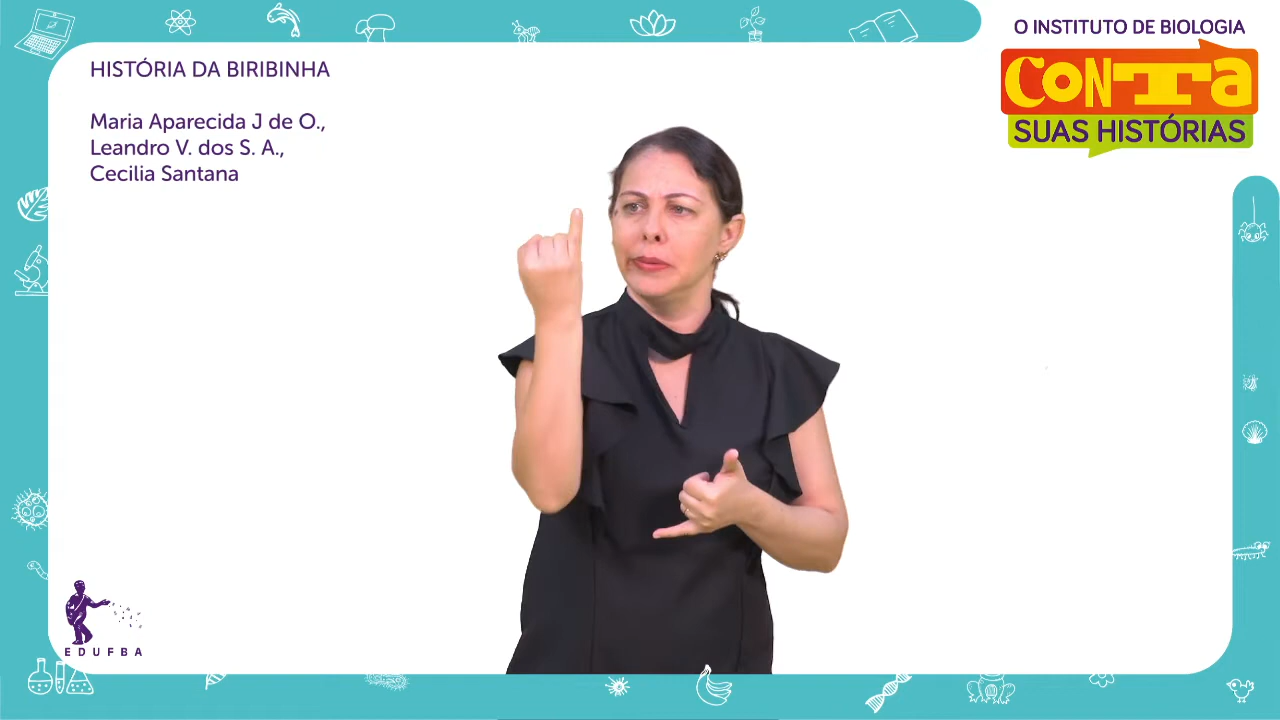 HISTÓRIA DA BIRIBINHA
Maria Aparecida J de O.,
Leandro V. dos S. A.,
Cecilia Santana
O INSTITUTO DE BIOLOGIA
CONTA
SUAS HISTÓRIAS
EDUFBA